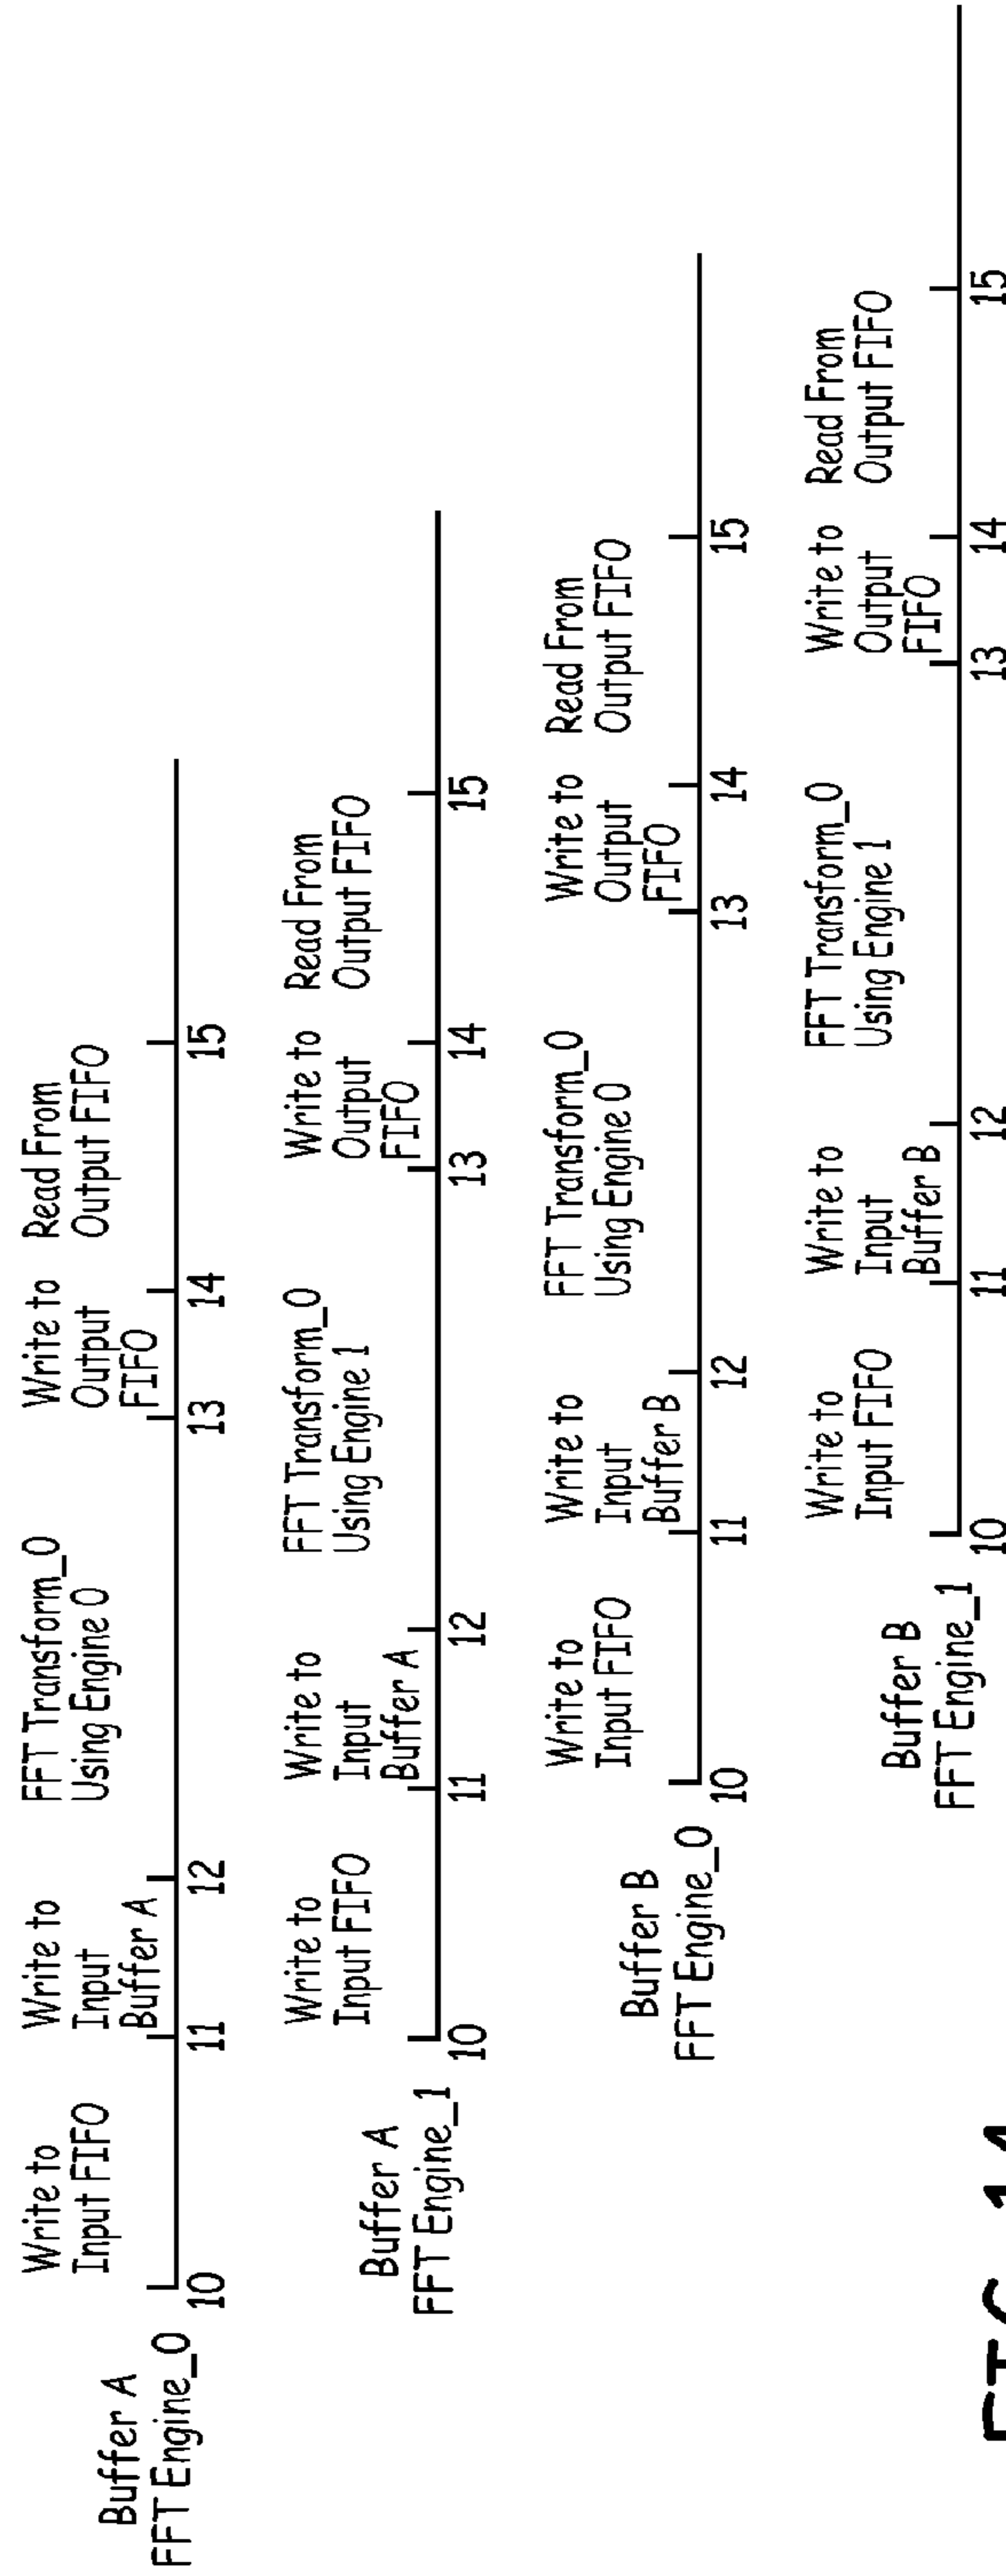 Write to
Input FIFO
Write to
Input
Buffer A
FFT Transform_0
Using Engine 0
Write to
Output
FIFO
Read From
Output FIFO
Buffer A
FFT Engine_0
10 11 12 13 14 15
Write to
Input FIFO
Write to
Input
Buffer A
FFT Transform_0
Using Engine 1
Write to
Output
FIFO
Read From
Output FIFO
Buffer A
FFT Engine_1
10 11 12 13 14 15
Write to
Input FIFO
Write to
Input
Buffer B
FFT Transform_0
Using Engine 0
Write to
Output
FIFO
Read From
Output FIFO
Buffer B
FFT Engine_0
10 11 12 13 14 15
Write to
Input FIFO
Write to
Input
Buffer B
FFT Transform_0
Using Engine 1
Write to
Output
FIFO
Read From
Output FIFO
Buffer B
FFT Engine_1
10 11 12 13 14 15